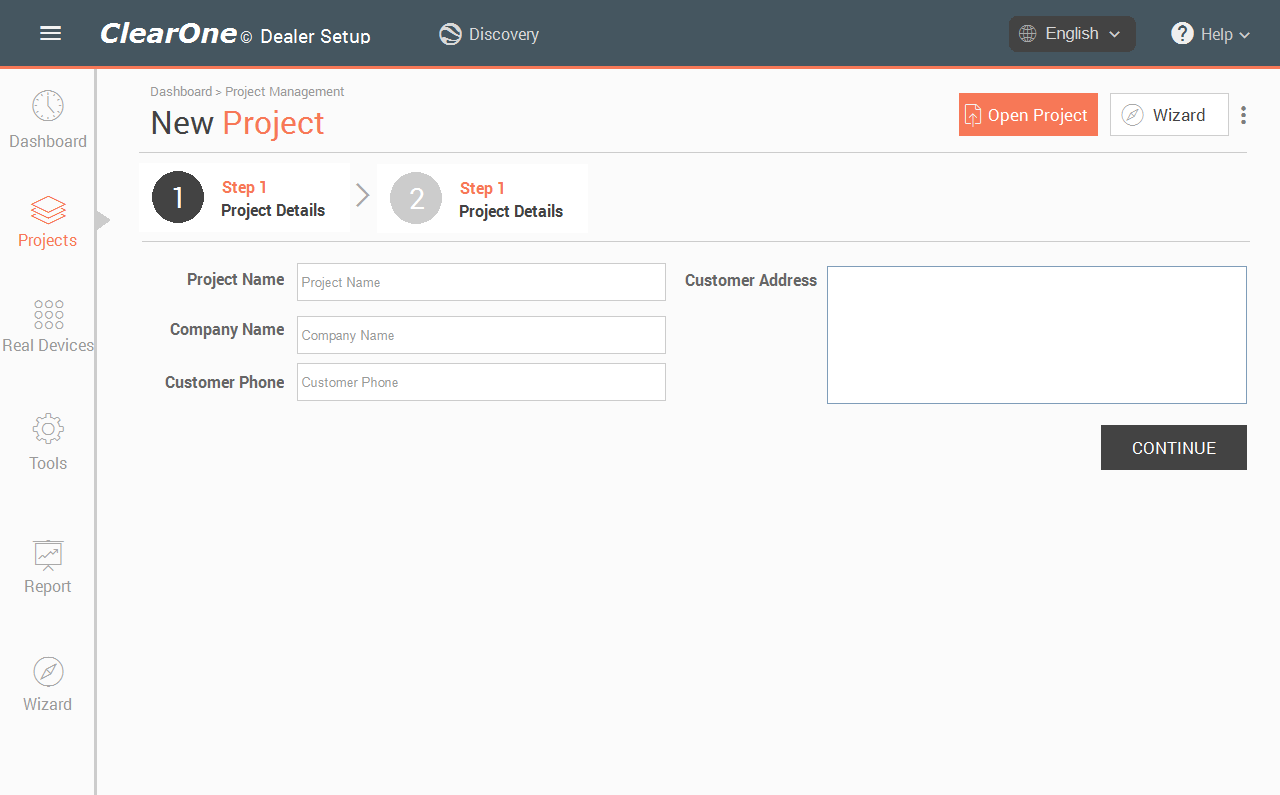 ClearOne© Dealer Setup
Discovery
English
? Help
Dashboard > Project Management
New Project
Open Project
Wizard
Dashboard
Projects
Real Devices
Tools
Report
Wizard
1
Step 1
Project Details
2
Step 1
Project Details
Project Name
Project Name
Customer Address
Company Name
Company Name
Customer Phone
Customer Phone
CONTINUE